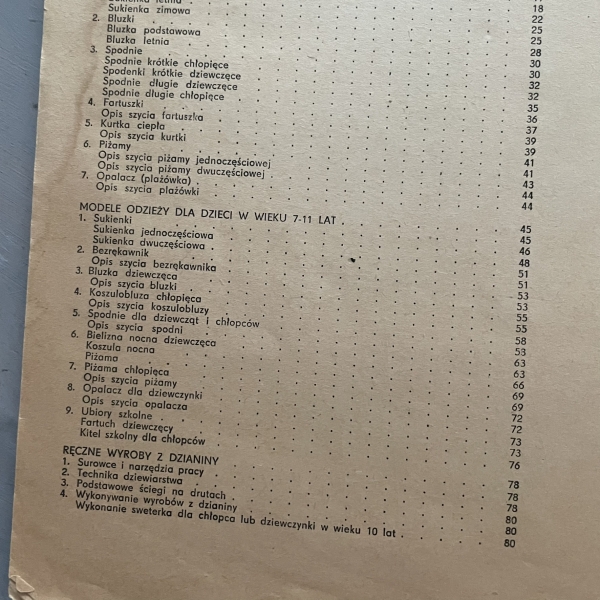 Sukienka letnia 18
Sukienka zimowa 22
2. Bluzki 25
Bluzka podstawowa 25
Bluzka letnia 28
3. Spodnie 30
Spodnie krótkie chłopięce 30
Spodenki krótkie dziewczęce 32
Spodnie długie dziewczęce 32
Spodnie długie chłopięce 35
4. Fartuszki 36
Opis szycia fartuszka 37
5. Kurtka ciepła 39
Opis szycia kurtki 39
6. Piżamy 41
Opis szycia piżamy jednoczęściowej 41
Opis szycia piżamy dwuczęściowej 43
7. Opalacz (plażówka) 44
Opis szycia plażówki 44
MODELE ODZIEŻY DLA DZIECI W WIEKU 7-11 LAT 45
1. Sukienki 45
Sukienka jednoczęściowa 46
Sukienka dwuczęściowa 48
2. Bezrękawnik 51
Opis szycia bezrękawnika 51
3. Bluzka dziewczęca 53
Opis szycia bluzki 53
4. Koszulobluza chłopięca 55
Opis szycia koszulobluzy 55
5. Spodnie dla dziewcząt i chłopców 58
Opis szycia spodni 53
6. Bielizna nocna dziewczęca 63
Koszula nocna 63
Piżama 66
7. Piżama chłopięca 69
Opis szycia piżamy 69
8. Opalacz dla dziewczynki 72
Opis szycia opalacza 72
9. Ubiory szkolne 73
Fartuch dziewczęcy 73
Kitel szkolny dla chłopców 76
RĘCZNE WYROBY Z DZIANINY 78
1. Surowce i narzędzia pracy 78
2. Technika dziewiarstwa 78
3. Podstawowe ściegi na drutach 80
4. Wykonywanie wyrobów z dzianiny 80
Wykonanie sweterka dla chłopca lub dziewczynki w wieku 10 lat 80